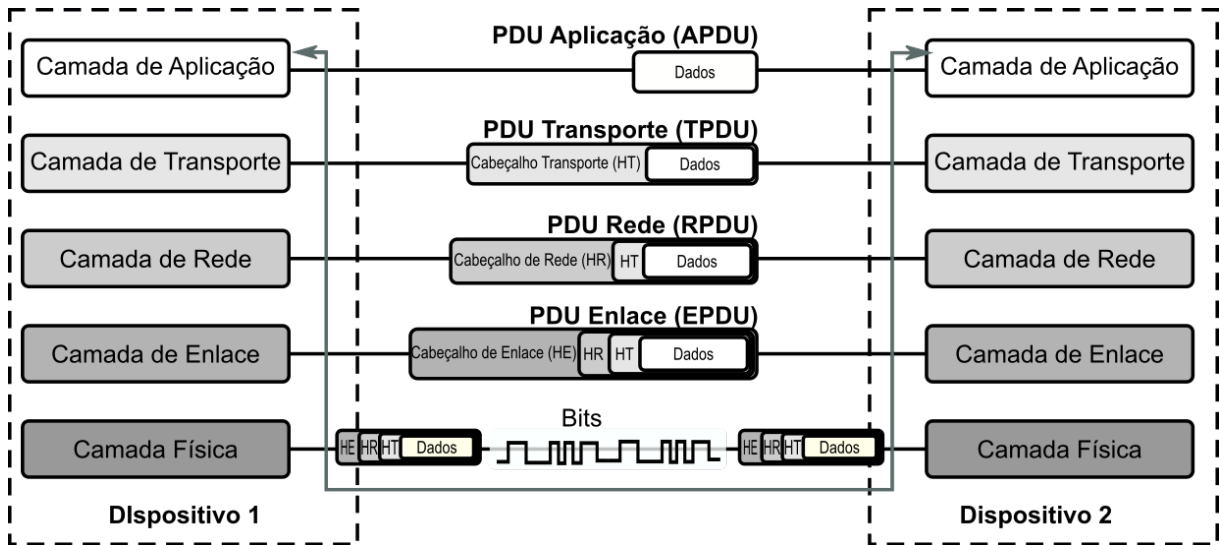 PDU Aplicação (APDU)
Camada de Aplicação
Dados
Camada de Aplicação
PDU Transporte (TPDU)
Camada de Transporte
Cabeçalho Transporte (HT)
Dados
Camada de Transporte
PDU Rede (RPDU)
Camada de Rede
Cabeçalho de Rede (HR)
HT
Dados
Camada de Rede
PDU Enlace (EPDU)
Camada de Enlace
Cabeçalho de Enlace (HE)
HR
HT
Dados
Camada de Enlace
Bits
Camada Física
HE
HR
HT
Dados
HE
HR
HT
Dados
Camada Física
DIspositivo 1
Dispositivo 2